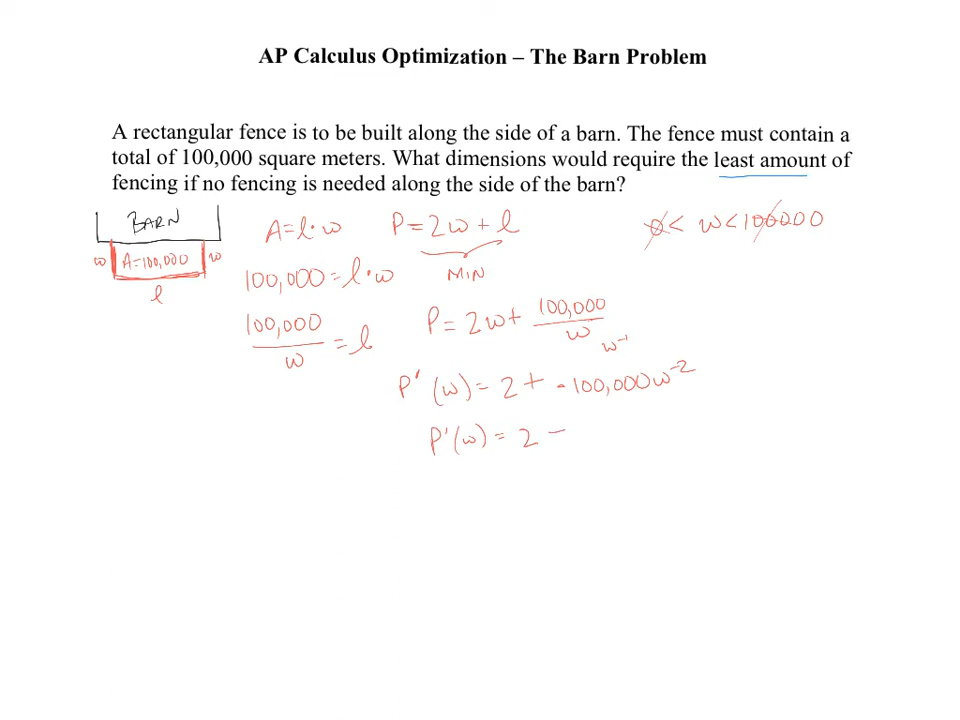 AP Calculus Optimization – The Barn Problem
A rectangular fence is to be built along the side of a barn. The fence must contain a
total of 100,000 square meters. What dimensions would require the least amount of
fencing if no fencing is needed along the side of the barn?
BARN
w A=100,000 w
l
A=l·w
100,000=l·w
100,000/w = l
P=2w+l
MIN
P=2w+100,000/w
w⁻¹
P'(w)=2+-100,000w⁻²
P'(w)=2-
0<w<100000